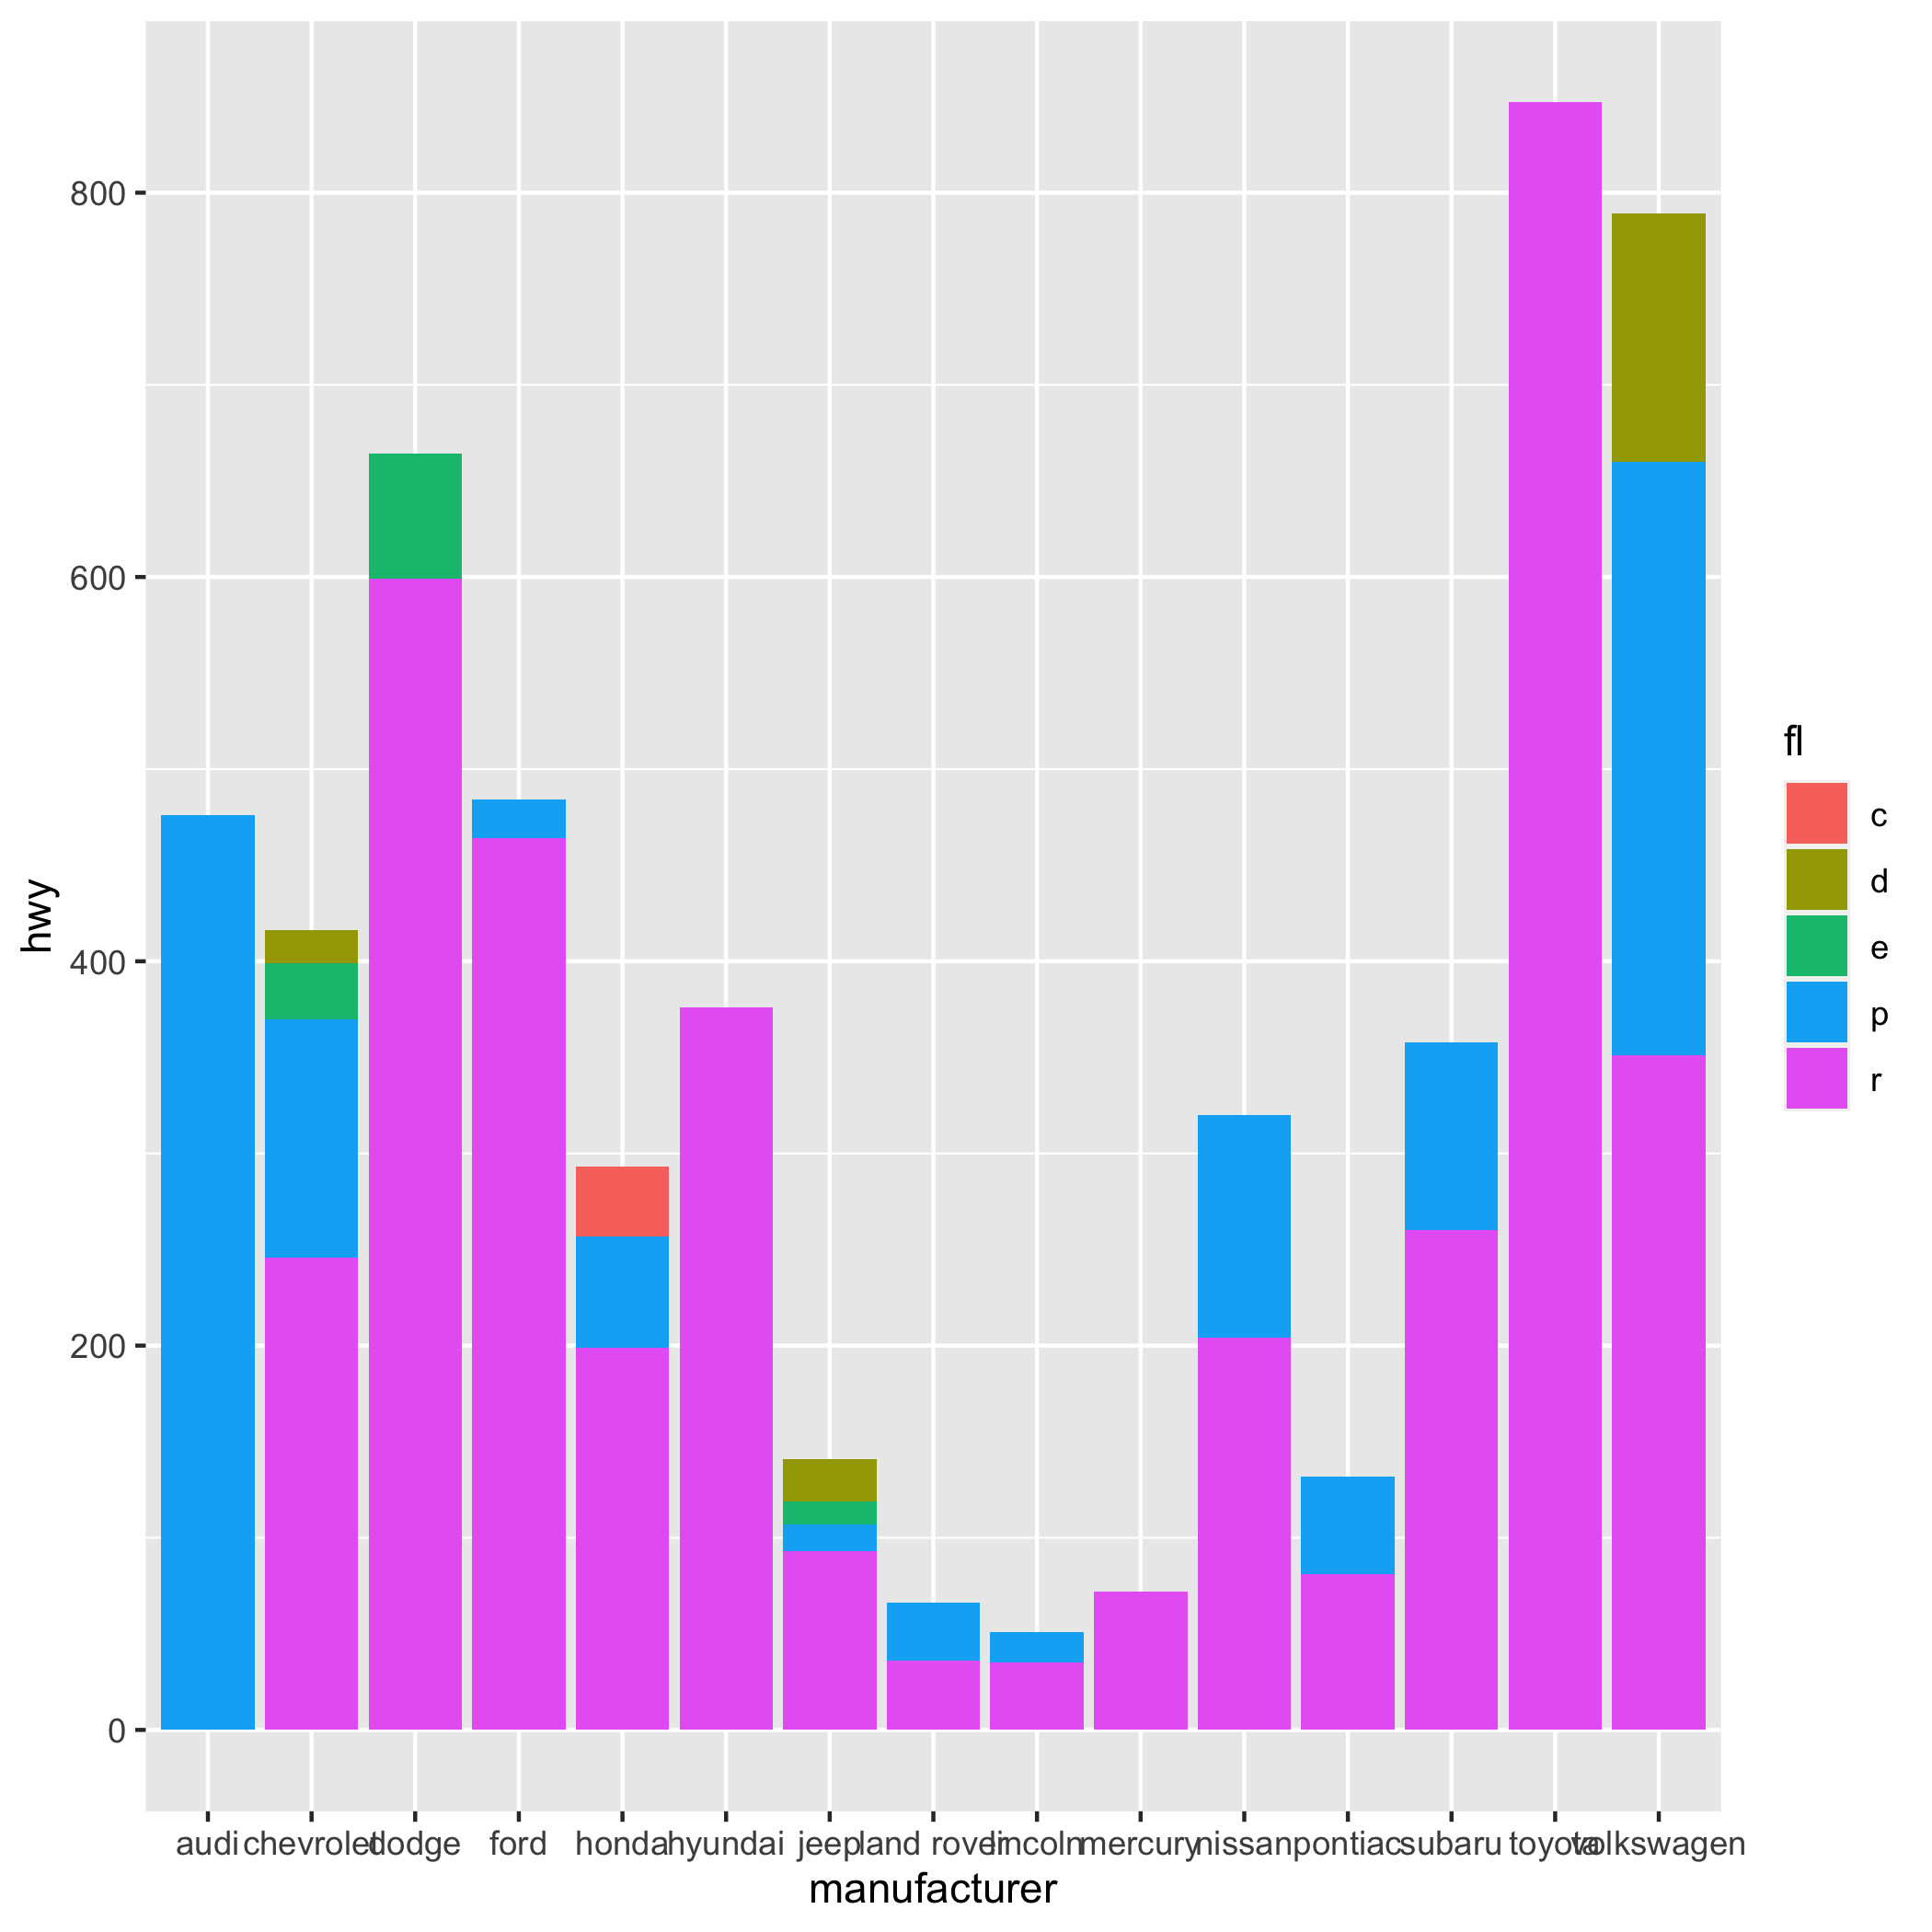 800
600
400
200
0
hwy
audi chevrolet dodge ford honda hyundai jeep land rover lincoln mercury nissan pontiac subaru toyota volkswagen
manufacturer
fl
c
d
e
p
r